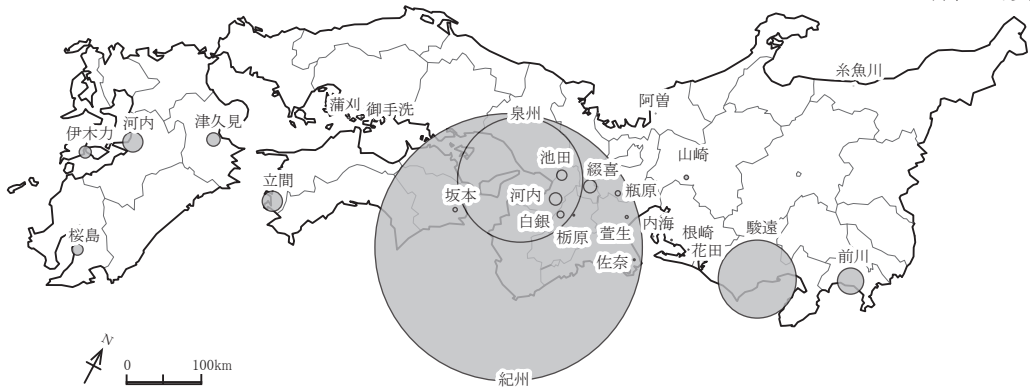 糸魚川
阿曽
蒲刈
御手洗
泉州
伊木力
河内
津久見
池田
綴喜
山崎
立間
坂本
河内
瓶原
白銀
栃原
萱生
内海
根崎
花田
駿遠
桜島
佐奈
前川
N
0
100km
紀州